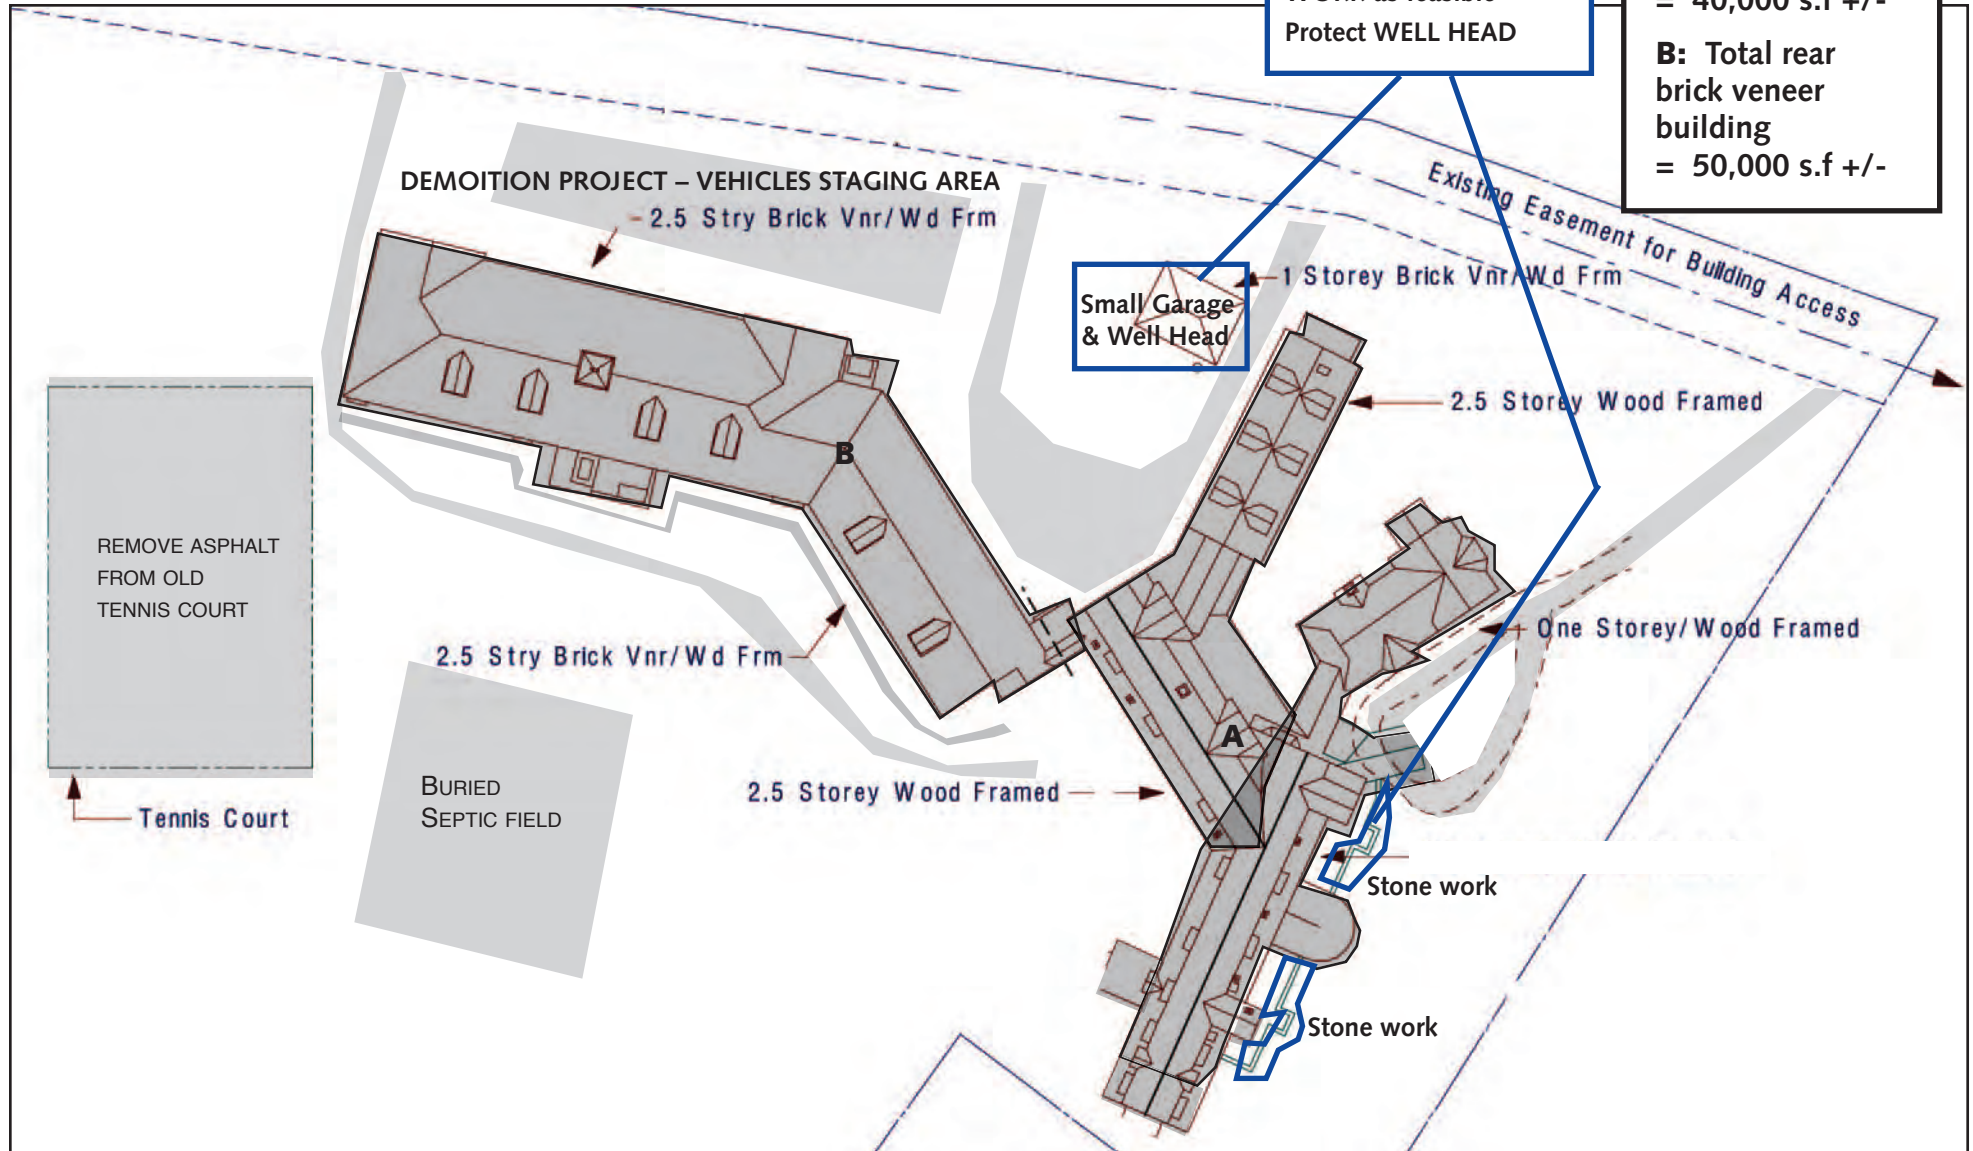 as feasible
Protect WELL HEAD
= 40,000 s.f +/-
B: Total rear
brick veneer
building
= 50,000 s.f +/-
DEMOITION PROJECT – VEHICLES STAGING AREA
2.5 Stry Brick Vnr/Wd Frm
Existing Easement for Building Access
1 Storey Brick Vnr/Wd Frm
Small Garage
& Well Head
2.5 Storey Wood Framed
B
REMOVE ASPHALT
FROM OLD
TENNIS COURT
One Storey/Wood Framed
2.5 Stry Brick Vnr/Wd Frm
A
BURIED
SEPTIC FIELD
2.5 Storey Wood Framed
Tennis Court
Stone work
Stone work